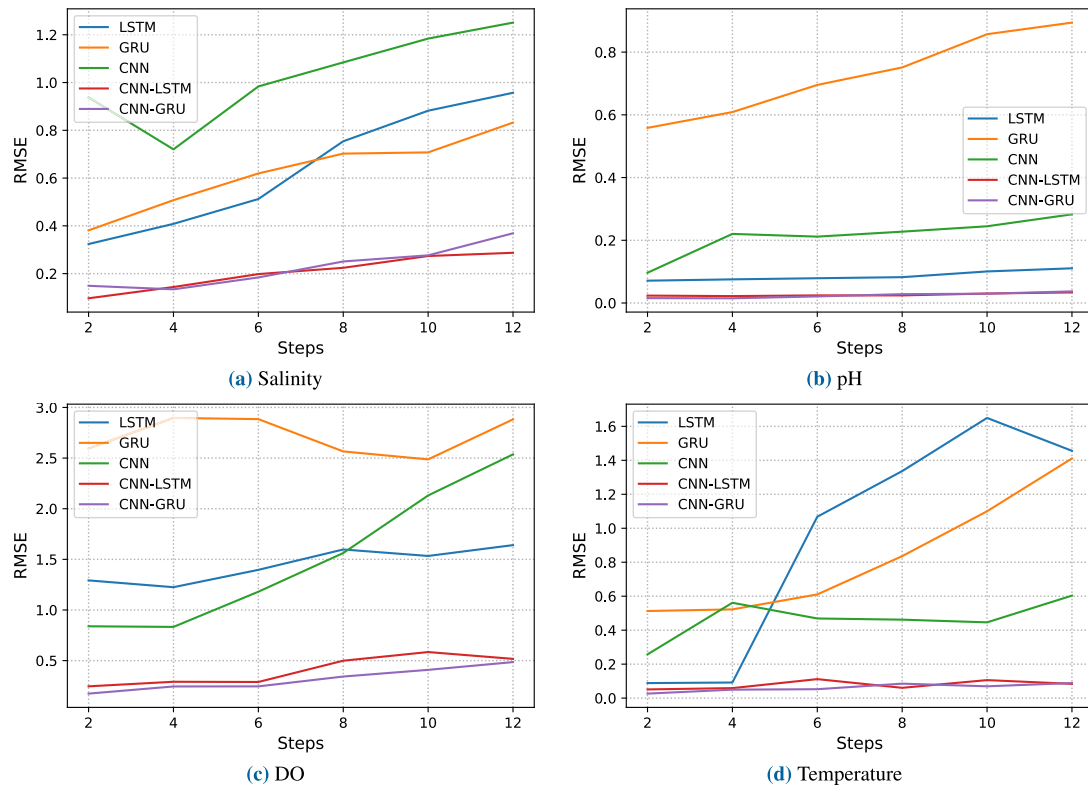 LSTM
GRU
CNN
CNN-LSTM
CNN-GRU
RMSE
1.2
1.0
0.8
0.6
0.4
0.2
2 4 6 8 10 12
Steps
(a) Salinity
LSTM
GRU
CNN
CNN-LSTM
CNN-GRU
RMSE
0.8
0.6
0.4
0.2
0.0
2 4 6 8 10 12
Steps
(b) pH
LSTM
GRU
CNN
CNN-LSTM
CNN-GRU
RMSE
3.0
2.5
2.0
1.5
1.0
0.5
2 4 6 8 10 12
Steps
(c) DO
LSTM
GRU
CNN
CNN-LSTM
CNN-GRU
RMSE
1.6
1.4
1.2
1.0
0.8
0.6
0.4
0.2
0.0
2 4 6 8 10 12
Steps
(d) Temperature